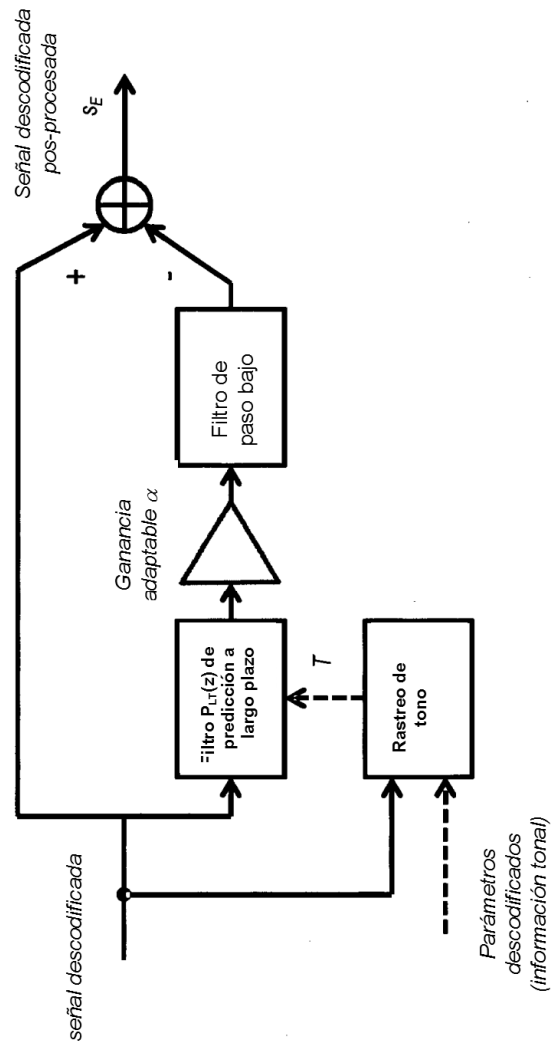 señal descodificada
Parámetros
descodificados
(información tonal)
Filtro P_LT(z) de
predicción a
largo plazo
T
Rastreo de
tono
Ganancia
adaptable α
Filtro de
paso bajo
+
-
Señal descodificada
pos-procesada
s_E